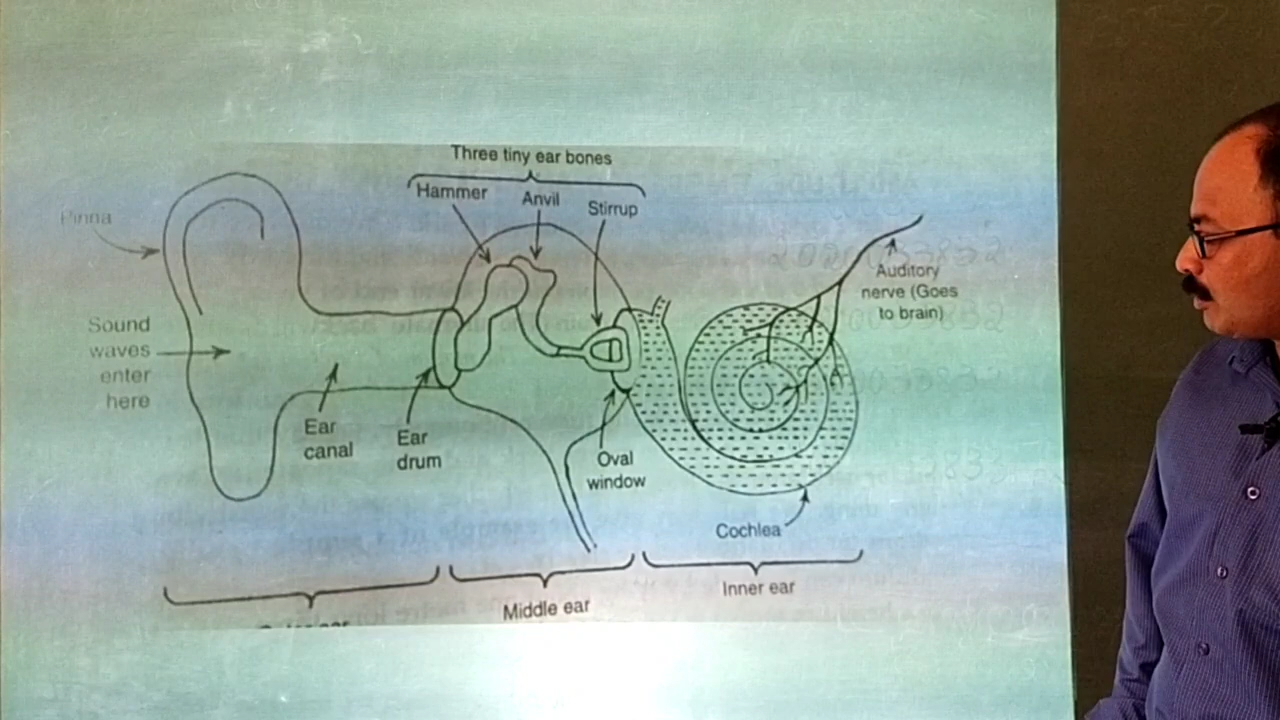 Three tiny ear bones
Hammer
Anvil
Stirrup
Pinna
Sound
waves
enter
here
Ear
canal
Ear
drum
Oval
window
Auditory
nerve (Goes
to brain)
Cochlea
Middle ear
Inner ear